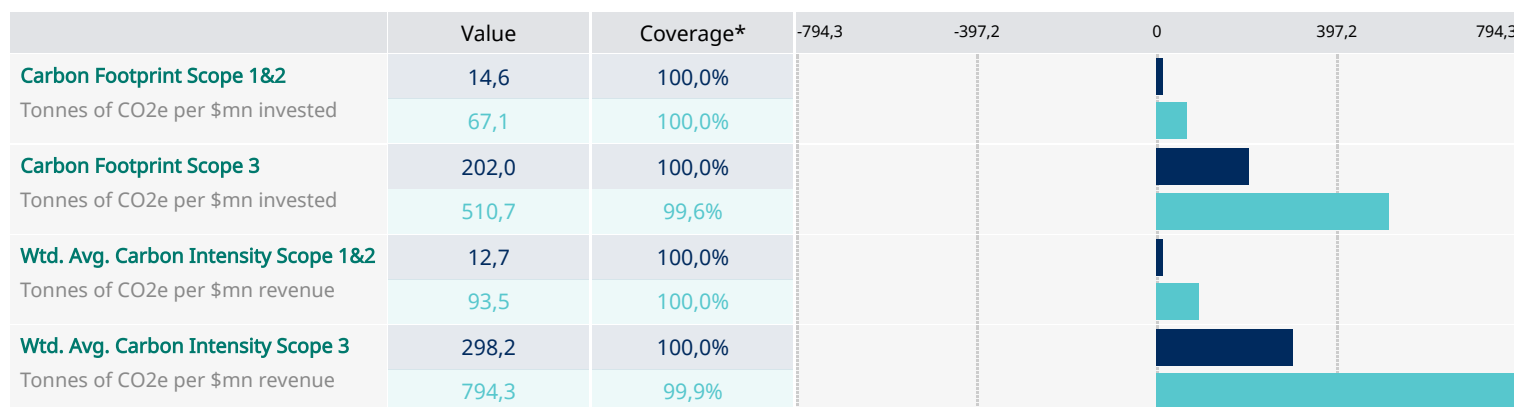 Value Coverage* -794,3 -397,2 0 397,2 794,3
Carbon Footprint Scope 1&2 14,6 100,0%
Tonnes of CO2e per $mn invested 67,1 100,0%
Carbon Footprint Scope 3 202,0 100,0%
Tonnes of CO2e per $mn invested 510,7 99,6%
Wtd. Avg. Carbon Intensity Scope 1&2 12,7 100,0%
Tonnes of CO2e per $mn revenue 93,5 100,0%
Wtd. Avg. Carbon Intensity Scope 3 298,2 100,0%
Tonnes of CO2e per $mn revenue 794,3 99,9%